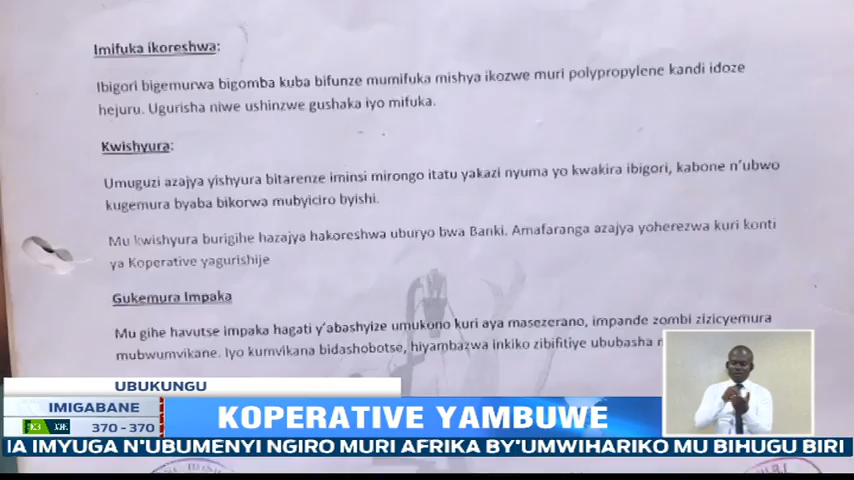 Imifuka ikoreshwa:
Ibigori bigemurwa bigomba kuba bifunze mumifuka mishya ikozwe muri polypropylene kandi idoze
hejuru. Ugurisha niwe ushinzwe gushaka iyo mifuka.
Kwishyura:
Umuguzi azajya yishyura bitarenze iminsi mirongo itatu yakazi nyuma yo kwakira ibigori, kabone n'ubwo
kugemura byaba bikorwa mubyiciro byishi.
Mu kwishyura burigihe hazajya hakoreshwa uburyo bwa Banki. Amafaranga azajya yoherezwa kuri konti
ya Koperative yagurishije
Gukemura Impaka
Mu gihe havutse impaka hagati y'abashyize umukono kuri aya masezerano, impande zombi zizicyemura
mubwumvikane. Iyo kumvikana bidashobotse, hiyambazwa inkiko zibifitiye ububasha
UBUKUNGU
IMIGABANE
370 - 370
KOPERATIVE YAMBUWE
IA IMYUGA N'UBUMENYI NGIRO MURI AFRIKA BY'UMWIHARIKO MU BIHUGU BIRI